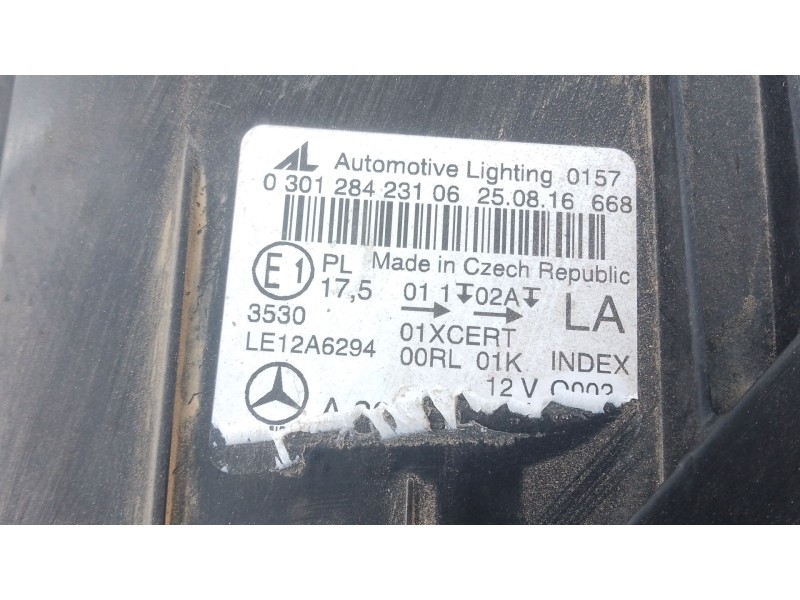 AL Automotive Lighting 0157
0 301 284 231 06 25.08.16 668
E1 PL Made in Czech Republic
17,5 01 1 02A LA
3530 01XCERT
LE12A6294 00RL 01K INDEX
12 V
A